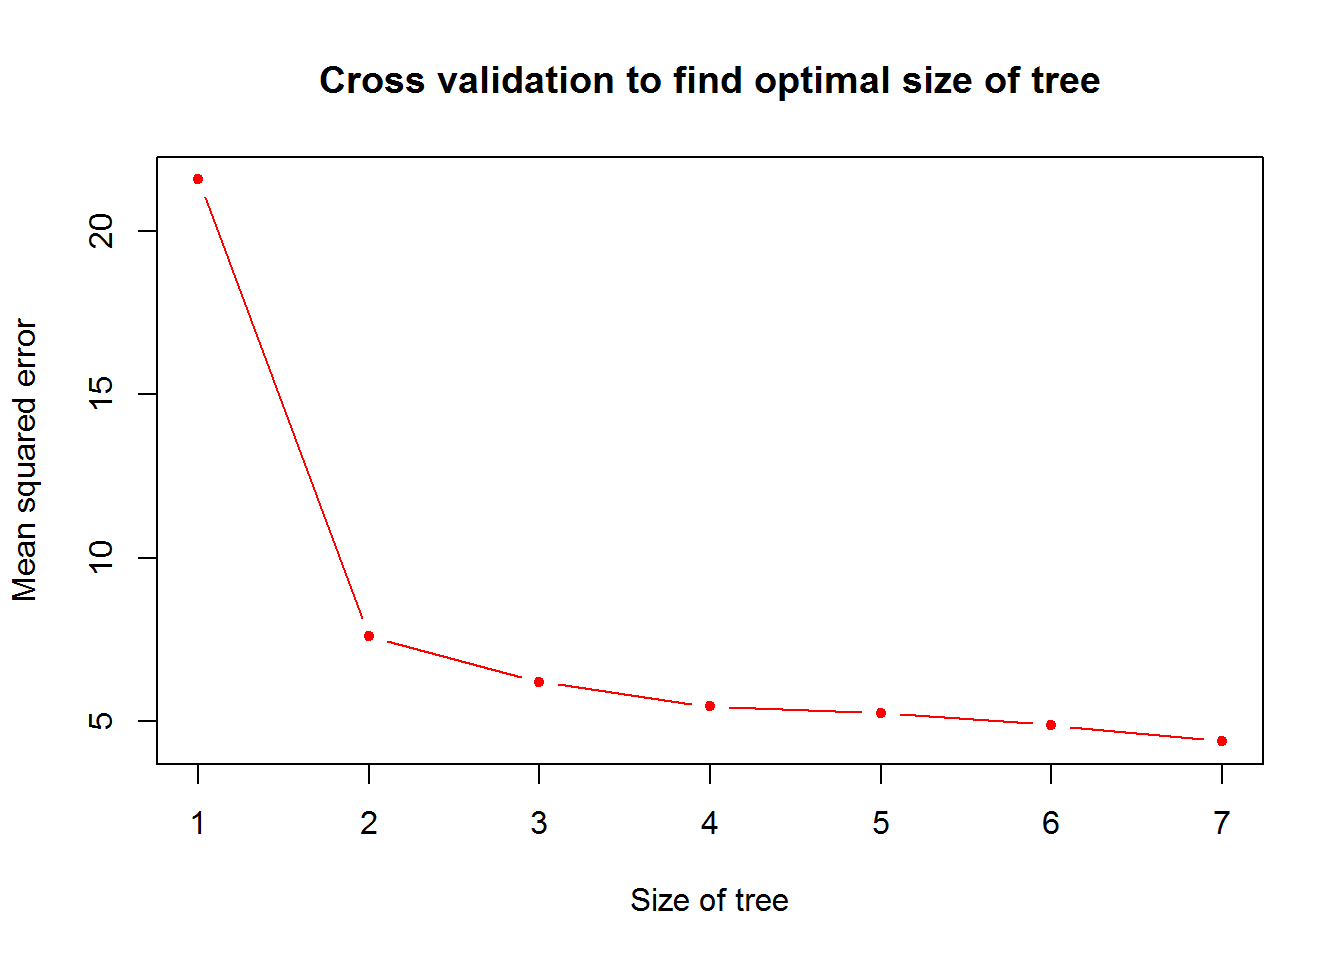 Cross validation to find optimal size of tree
Mean squared error
20
15
10
5
1 2 3 4 5 6 7
Size of tree